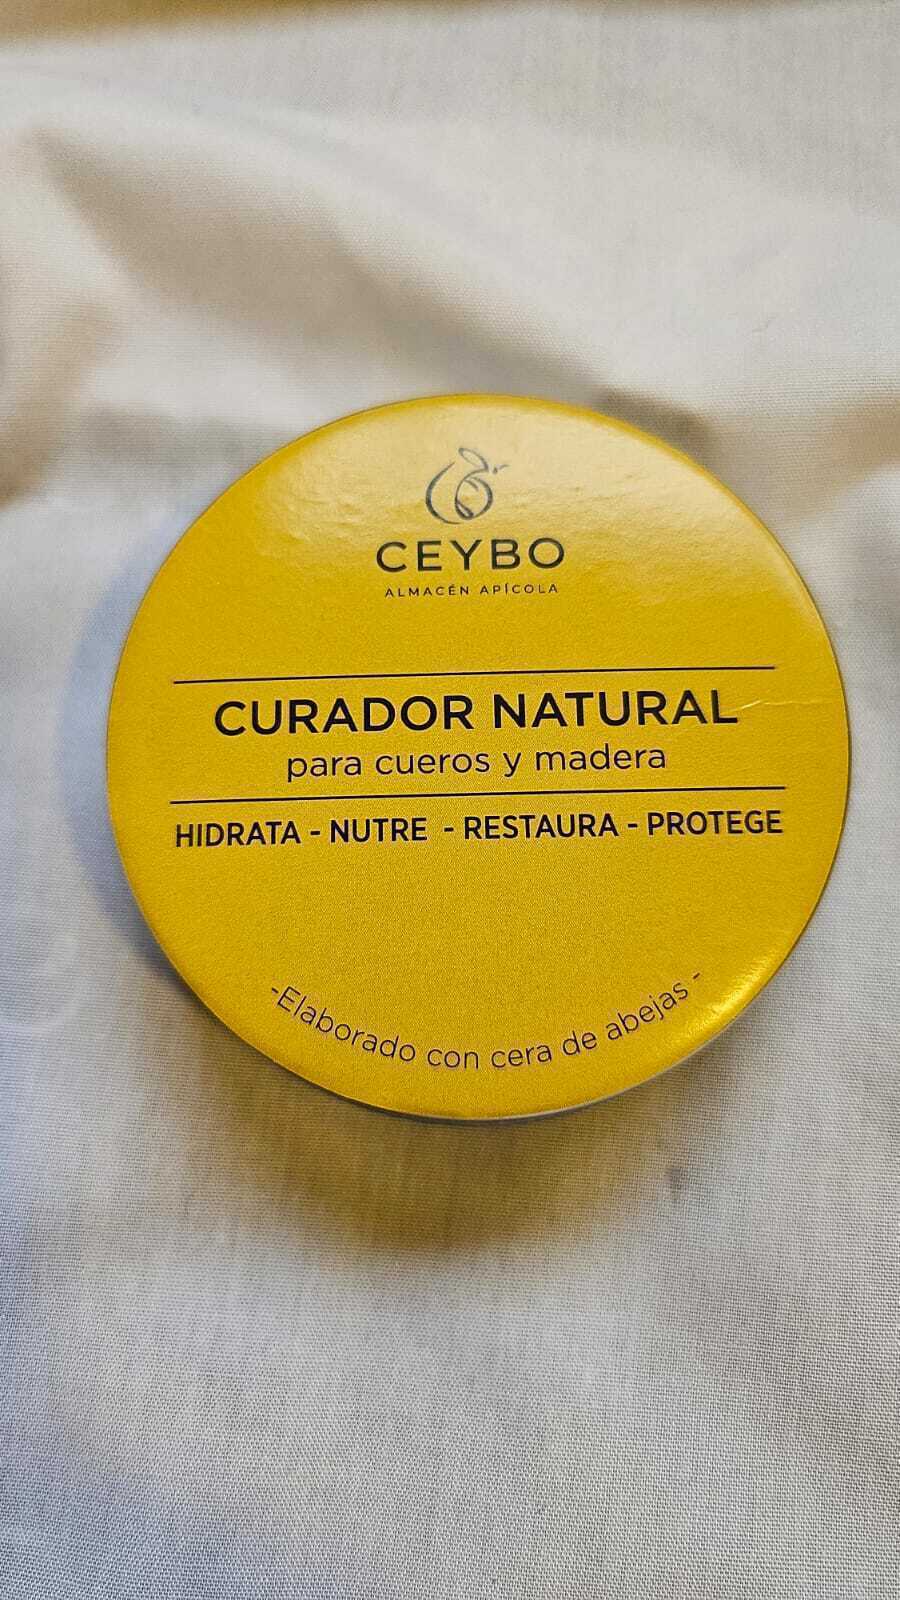 CEYBO
ALMACÉN APÍCOLA
CURADOR NATURAL
para cueros y madera
HIDRATA - NUTRE - RESTAURA - PROTEGE
-Elaborado con cera de abejas -